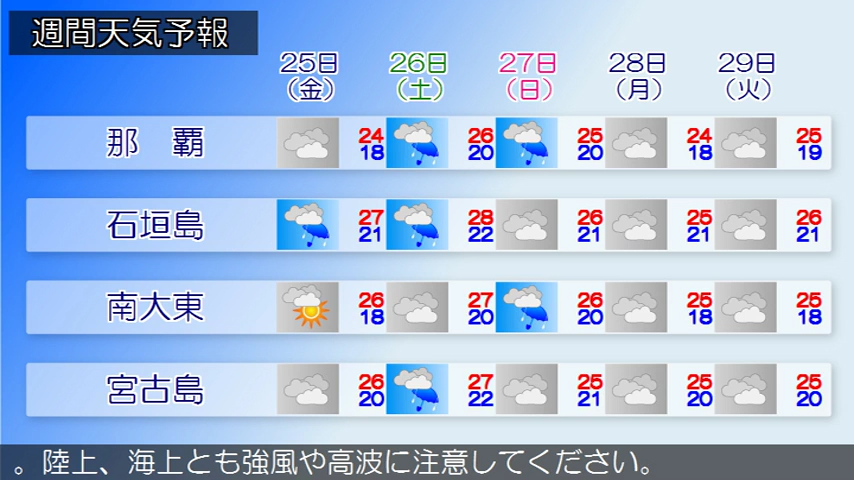 週間天気予報
25日 26日 27日 28日 29日
(金) (土) (日) (月) (火)
那　覇 24 18 26 20 25 20 24 18 25 19
石垣島 27 21 28 22 26 21 25 21 26 21
南大東 26 18 27 20 26 20 25 18 25 18
宮古島 26 20 27 22 25 21 25 20 25 20
。陸上、海上とも強風や高波に注意してください。